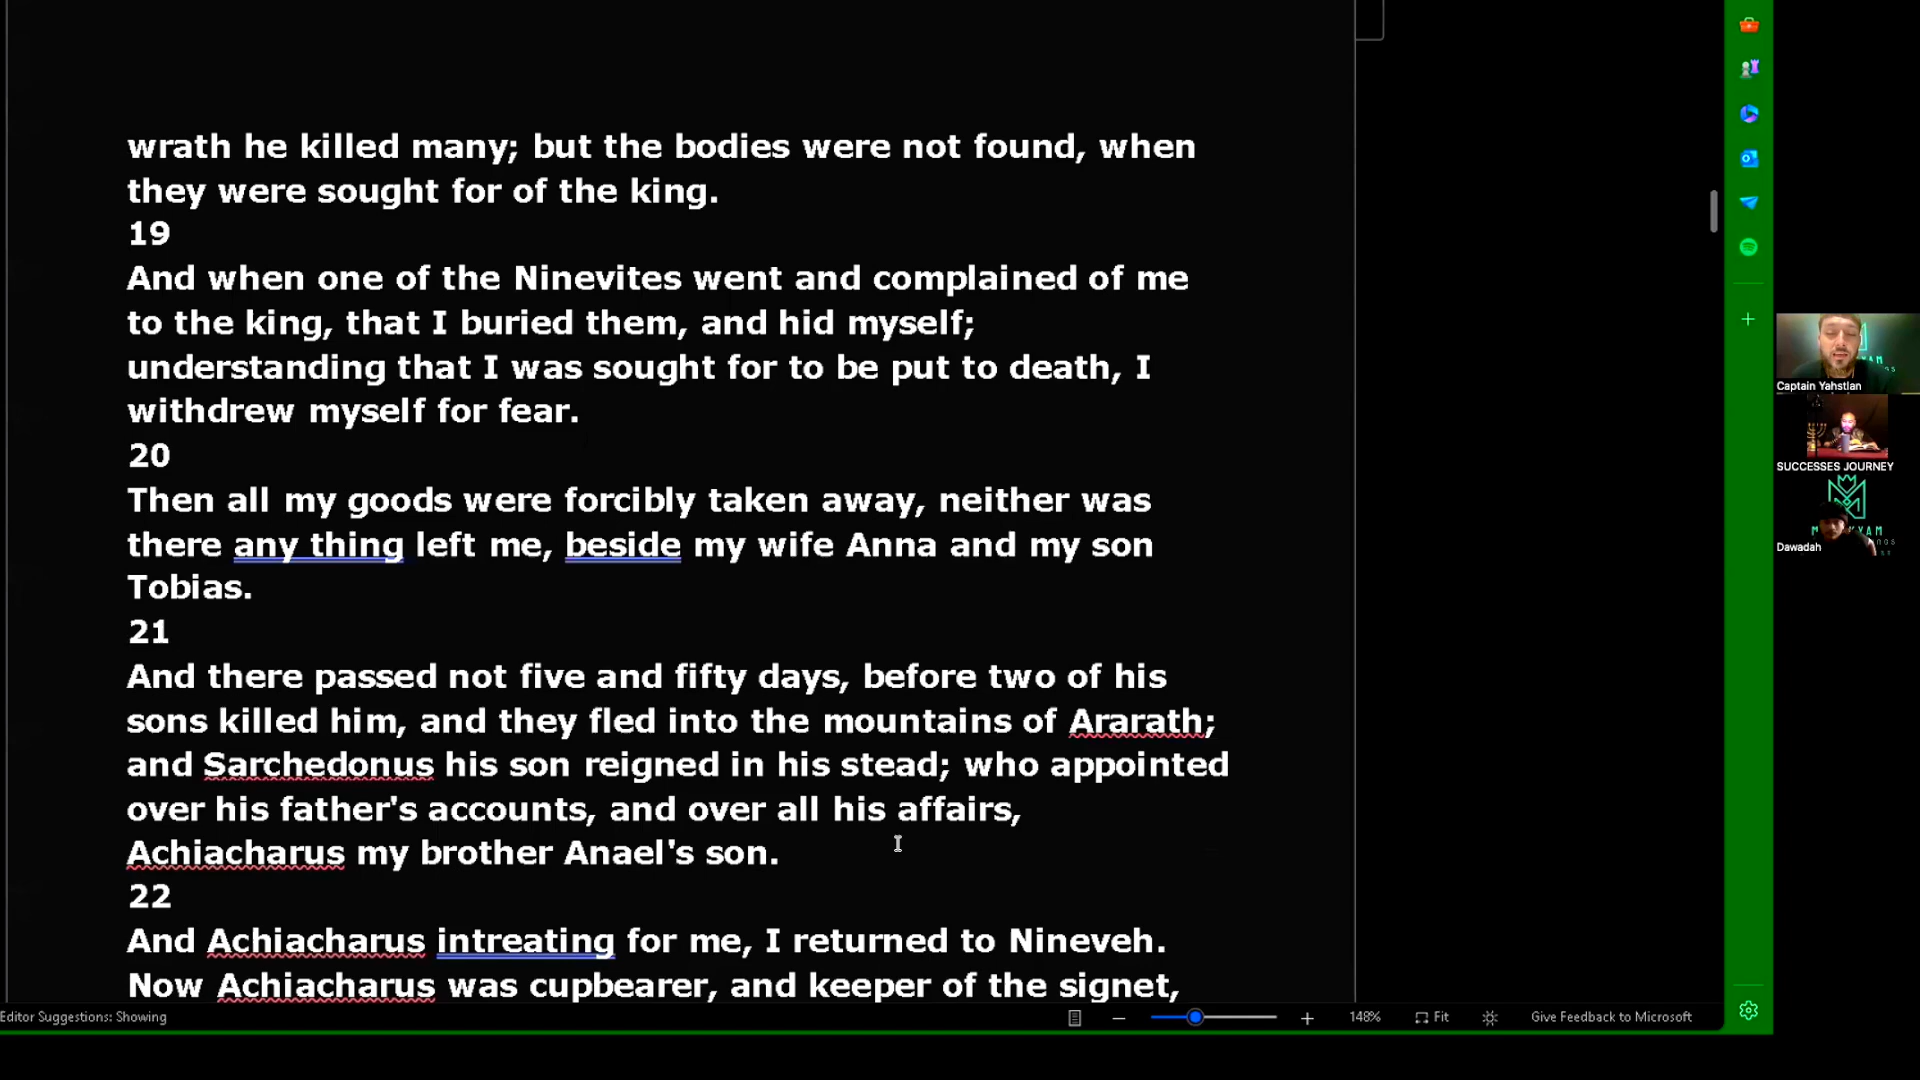 wrath he killed many; but the bodies were not found, when
they were sought for of the king.
19
And when one of the Ninevites went and complained of me
to the king, that I buried them, and hid myself;
understanding that I was sought for to be put to death, I
withdrew myself for fear.
20
Then all my goods were forcibly taken away, neither was
there any thing left me, beside my wife Anna and my son
Tobias.
21
And there passed not five and fifty days, before two of his
sons killed him, and they fled into the mountains of Ararath;
and Sarchedonus his son reigned in his stead; who appointed
over his father's accounts, and over all his affairs,
Achiacharus my brother Anael's son.
22
And Achiacharus intreating for me, I returned to Nineveh.
Now Achiacharus was cupbearer, and keeper of the signet,
Editor Suggestions: Showing
148%
Fit
Give Feedback to Microsoft
Captain Yahstian
SUCCESSES JOURNEY
Dawadah